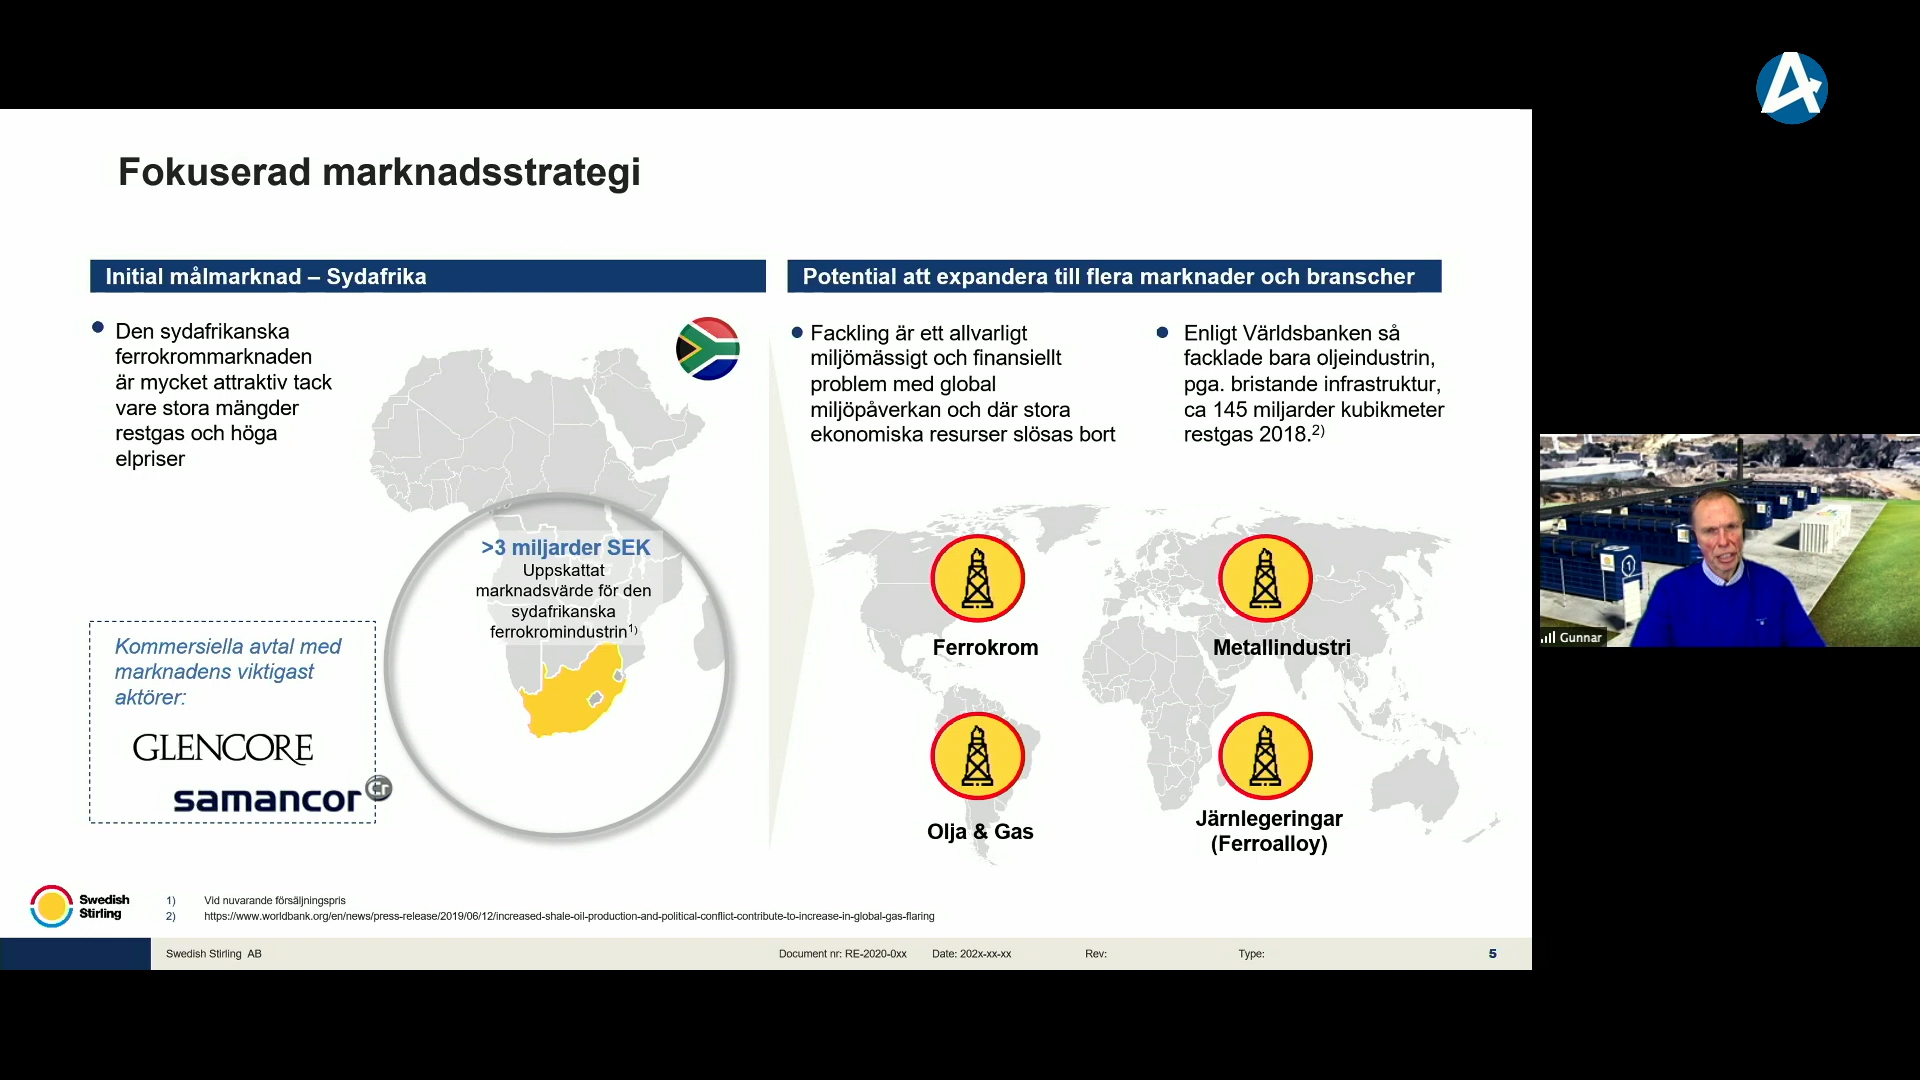 Fokuserad marknadsstrategi
Initial målmarknad – Sydafrika
Den sydafrikanska
ferrokrommarknaden
är mycket attraktiv tack
vare stora mängder
restgas och höga
elpriser
>3 miljarder SEK
Uppskattat
marknadsvärde för den
sydafrikanska
ferrokromindustrin1)
Kommersiella avtal med
marknadens viktigast
aktörer:
GLENCORE
samancor Cr
Potential att expandera till flera marknader och branscher
Fackling är ett allvarligt
miljömässigt och finansiellt
problem med global
miljöpåverkan och där stora
ekonomiska resurser slösas bort
Enligt Världsbanken så
facklade bara oljeindustrin,
pga. bristande infrastruktur,
ca 145 miljarder kubikmeter
restgas 2018.2)
Ferrokrom
Metallindustri
Olja & Gas
Järnlegeringar
(Ferroalloy)
Gunnar
1
Swedish
Stirling
1) Vid nuvarande försäljningspris
2) https://www.worldbank.org/en/news/press-release/2019/06/12/increased-shale-oil-production-and-political-conflict-contribute-to-increase-in-global-gas-flaring
Swedish Stirling AB Document nr: RE-2020-0xx Date: 202x-xx-xx Rev: Type: 5